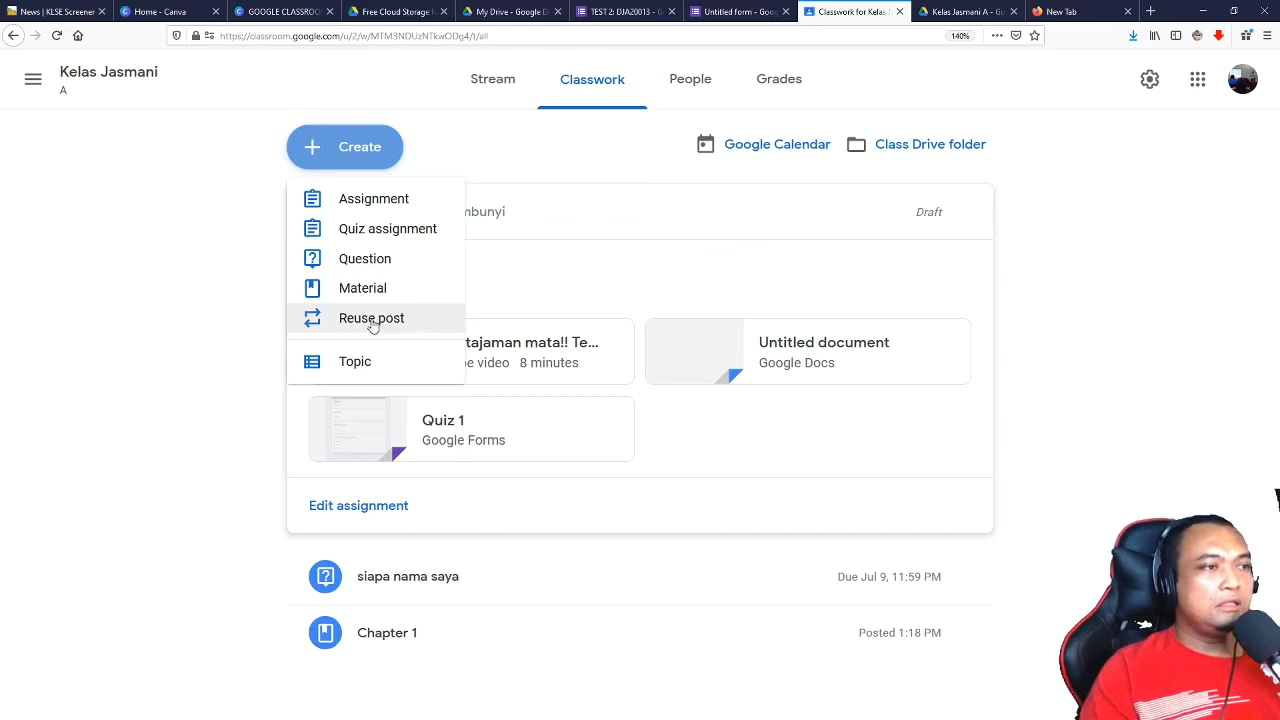 News | KLSE Screener
Home - Canva
GOOGLE CLASSROO
Free Cloud Storage f
My Drive - Google D
TEST 2: DJA20013 - G
Untitled form - Goog
Classwork for Kelas J
Kelas Jasmani A - Goo
New Tab
https://classroom.google.com/u/2/w/MTM3NDUzNTkwODg4/t/all
140%
Kelas Jasmani
A
Stream
Classwork
People
Grades
Create
Google Calendar
Class Drive folder
Assignment
Quiz assignment
Question
Material
Reuse post
Topic
mbunyi
Draft
tajaman mata!! Te...
be video 8 minutes
Untitled document
Google Docs
Quiz 1
Google Forms
Edit assignment
siapa nama saya
Due Jul 9, 11:59 PM
Chapter 1
Posted 1:18 PM